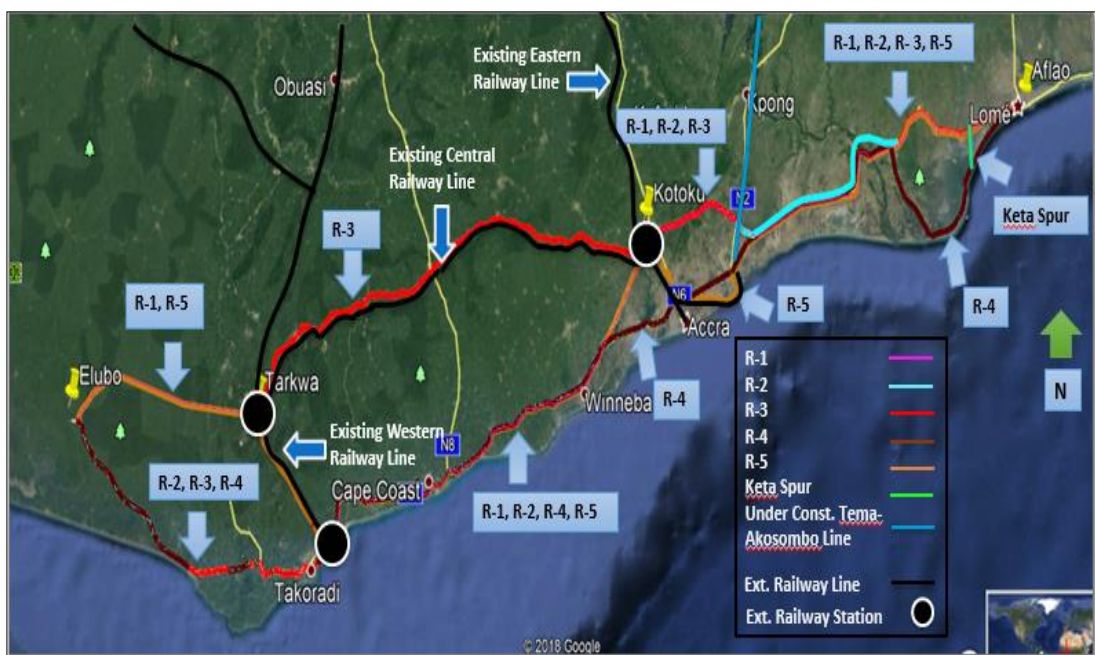 R-1, R-2, R- 3, R-5
Aflao
Existing Eastern
Railway Line
Obuasi
Kpong
Lomé
R-1, R-2, R-3
Existing Central
Railway Line
Kotoku
N2
Keta Spur
R-3
R-4
R-1, R-5
N6
R-5
Accra
Elubo
Tarkwa
Winneba
R-4
N
Existing Western
Railway Line
N8
R-2, R-3, R-4
Cape Coast
R-1, R-2, R-4, R-5
Takoradi
R-1
R-2
R-3
R-4
R-5
Keta Spur
Under Const. Tema-
Akosombo Line
Ext. Railway Line
Ext. Railway Station
© 2018 Google